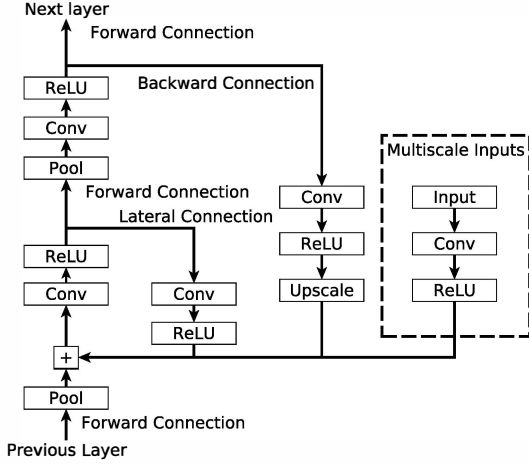 Next layer
Forward Connection
Backward Connection
ReLU
Conv
Pool
Multiscale Inputs
Forward Connection
Lateral Connection
Conv
Input
ReLU
ReLU
Conv
Conv
Conv
Upscale
ReLU
ReLU
+
Pool
Forward Connection
Previous Layer